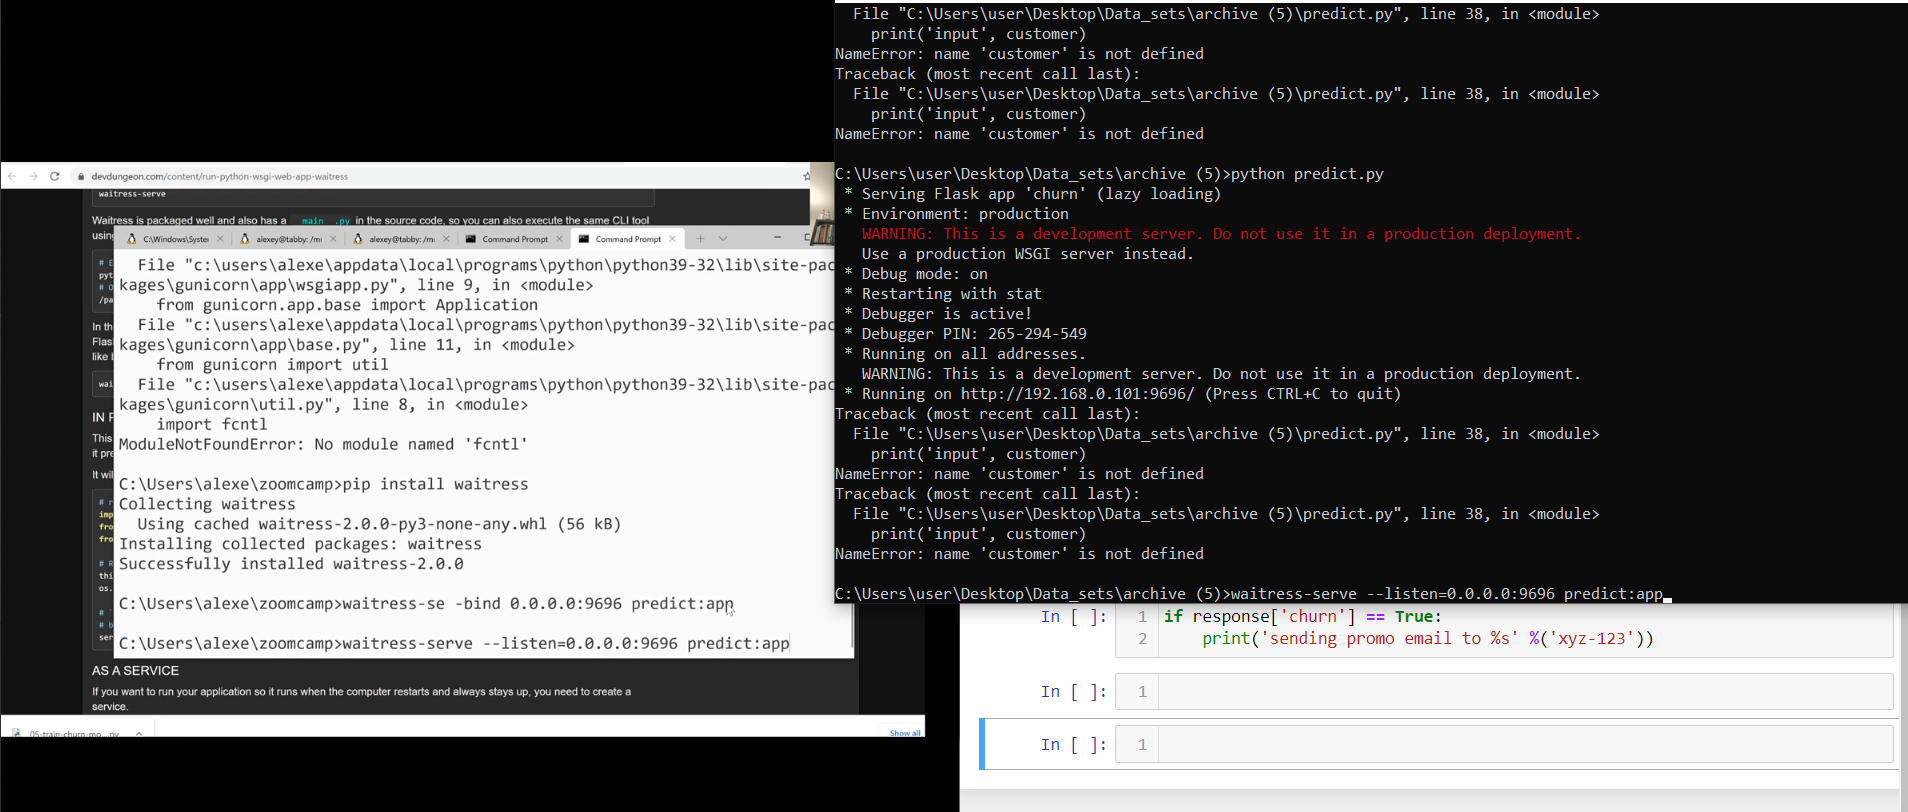 devdungeon.com/content/run-python-wsgi-web-app-waitress
waitress-serve
Waitress is packaged well and also has a __main__.py in the source code, so you can also execute the same CLI tool
C:\Windows\System
alexey@tabby: /m
alexey@tabby: /m
Command Prompt
Command Prompt
File "c:\users\alexe\appdata\local\programs\python\python39-32\lib\site-pac
kages\gunicorn\app\wsgiapp.py", line 9, in <module>
from gunicorn.app.base import Application
File "c:\users\alexe\appdata\local\programs\python\python39-32\lib\site-pac
kages\gunicorn\app\base.py", line 11, in <module>
from gunicorn import util
File "c:\users\alexe\appdata\local\programs\python\python39-32\lib\site-pac
kages\gunicorn\util.py", line 8, in <module>
import fcntl
ModuleNotFoundError: No module named 'fcntl'
C:\Users\alexe\zoomcamp>pip install waitress
Collecting waitress
Using cached waitress-2.0.0-py3-none-any.whl (56 kB)
Installing collected packages: waitress
Successfully installed waitress-2.0.0
C:\Users\alexe\zoomcamp>waitress-se -bind 0.0.0.0:9696 predict:app
C:\Users\alexe\zoomcamp>waitress-serve --listen=0.0.0.0:9696 predict:app
AS A SERVICE
If you want to run your application so it runs when the computer restarts and always stays up, you need to create a
service.
05-train-churn-mo....py
Show all
File "C:\Users\user\Desktop\Data_sets\archive (5)\predict.py", line 38, in <module>
print('input', customer)
NameError: name 'customer' is not defined
Traceback (most recent call last):
File "C:\Users\user\Desktop\Data_sets\archive (5)\predict.py", line 38, in <module>
print('input', customer)
NameError: name 'customer' is not defined
C:\Users\user\Desktop\Data_sets\archive (5)>python predict.py
* Serving Flask app 'churn' (lazy loading)
* Environment: production
WARNING: This is a development server. Do not use it in a production deployment.
Use a production WSGI server instead.
* Debug mode: on
* Restarting with stat
* Debugger is active!
* Debugger PIN: 265-294-549
* Running on all addresses.
WARNING: This is a development server. Do not use it in a production deployment.
* Running on http://192.168.0.101:9696/ (Press CTRL+C to quit)
Traceback (most recent call last):
File "C:\Users\user\Desktop\Data_sets\archive (5)\predict.py", line 38, in <module>
print('input', customer)
NameError: name 'customer' is not defined
Traceback (most recent call last):
File "C:\Users\user\Desktop\Data_sets\archive (5)\predict.py", line 38, in <module>
print('input', customer)
NameError: name 'customer' is not defined
C:\Users\user\Desktop\Data_sets\archive (5)>waitress-serve --listen=0.0.0.0:9696 predict:app
In [ ]: 1 if response['churn'] == True:
2 print('sending promo email to %s' %('xyz-123'))
In [ ]: 1
In [ ]: 1